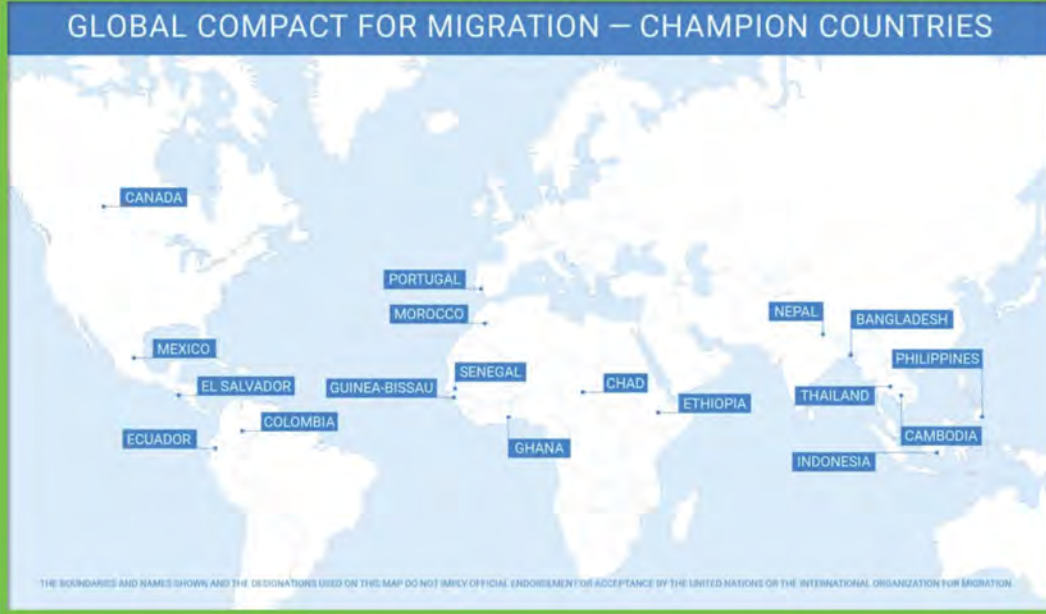 GLOBAL COMPACT FOR MIGRATION — CHAMPION COUNTRIES
CANADA
PORTUGAL
MOROCCO
NEPAL
BANGLADESH
MEXICO
PHILIPPINES
SENEGAL
EL SALVADOR
GUINEA-BISSAU
CHAD
THAILAND
ETHIOPIA
COLOMBIA
ECUADOR
GHANA
CAMBODIA
INDONESIA
THE BOUNDARIES AND NAMES SHOWN AND THE DESIGNATIONS USED ON THIS MAP DO NOT IMPLY OFFICIAL ENDORSEMENT OR ACCEPTANCE BY THE UNITED NATIONS OR THE INTERNATIONAL ORGANIZATION FOR MIGRATION.